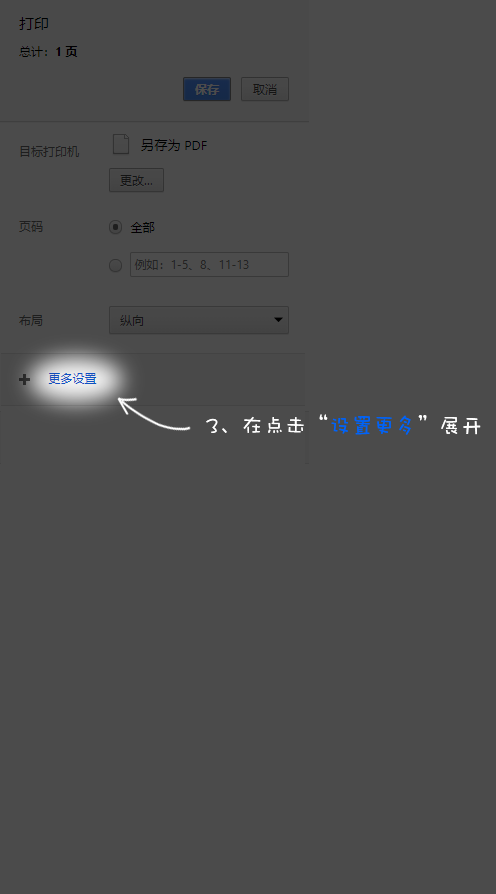 打印
总计：1 页
保存 取消
目标打印机 另存为 PDF
更改...
页码 全部
例如：1-5、8、11-13
布局 纵向
更多设置
3、在点击“设置更多”展开